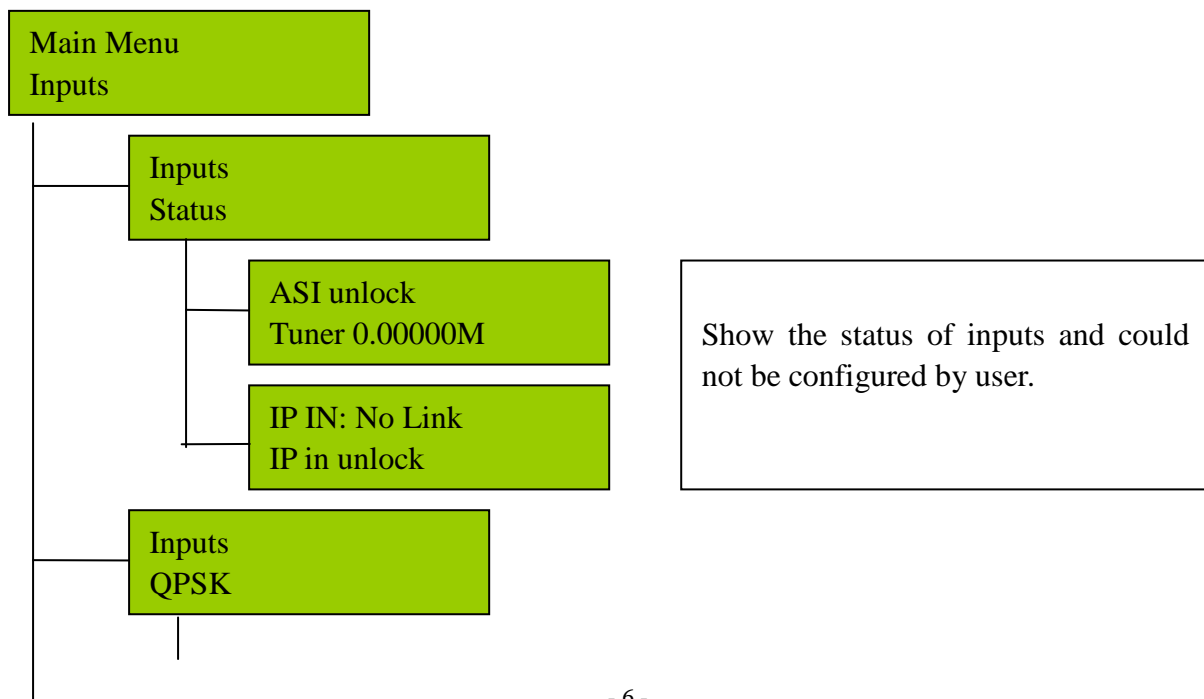 Main Menu
Inputs
Inputs
Status
ASI unlock
Tuner 0.00000M
Show the status of inputs and could
not be configured by user.
IP IN: No Link
IP in unlock
Inputs
QPSK
- 6 -